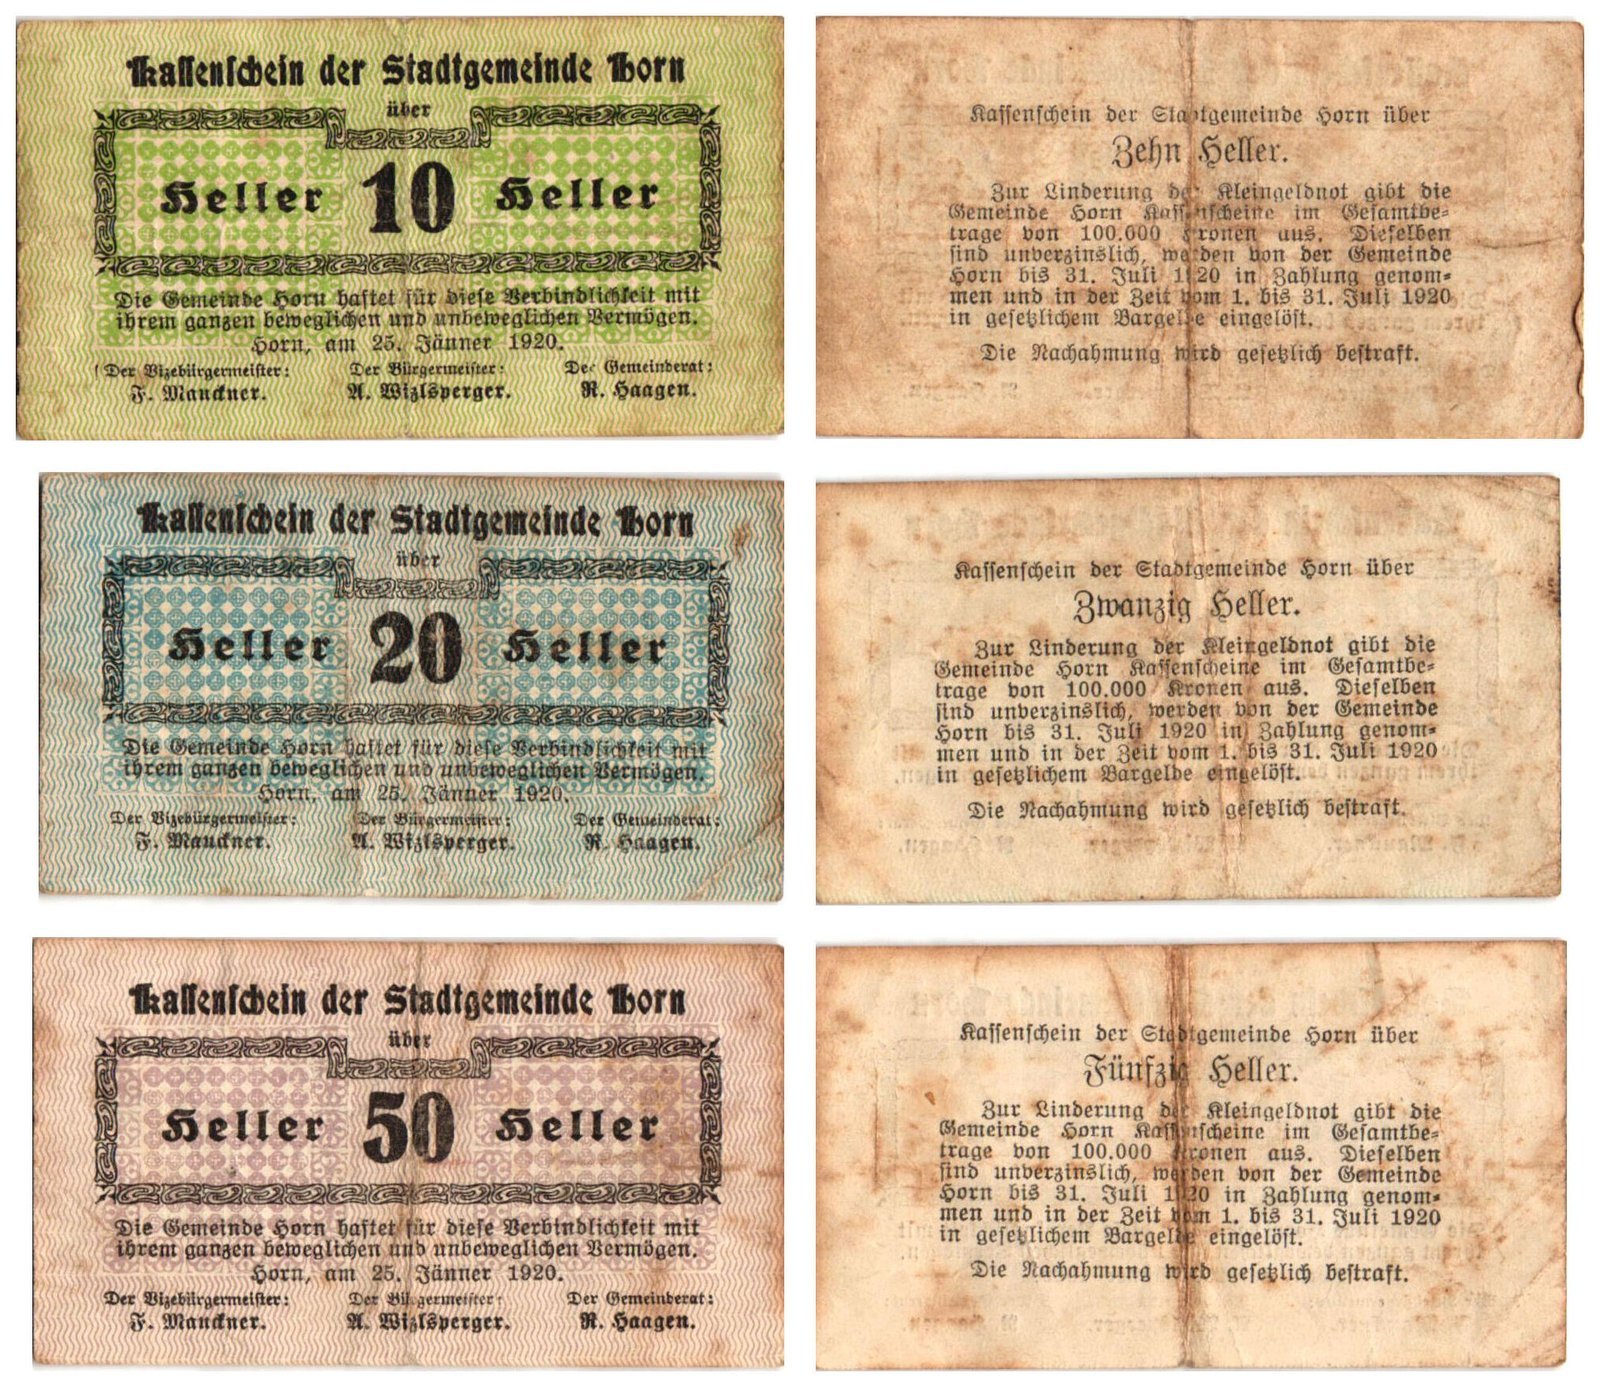 Kassenschein der Stadtgemeinde Horn
über
Heller 10 Heller
Die Gemeinde Horn haftet für diese Verbindlichkeit mit
ihrem ganzen beweglichen und unbeweglichen Vermögen.
Horn, am 25. Jänner 1920.
Der Vizebürgermeister: Der Bürgermeister: Der Gemeinderat:
F. Mauckner. A. Wizlsperger. R. Haagen.
Kassenschein der Stadtgemeinde Horn über
Zehn Heller.
Zur Linderung der Kleingeldnot gibt die
Gemeinde Horn Kassenscheine im Gesamtbe-
trage von 100.000 Kronen aus. Dieselben
sind unverzinslich, werden von der Gemeinde
Horn bis 31. Juli 1920 in Zahlung genom-
men und in der Zeit vom 1. bis 31. Juli 1920
in gesetzlichem Bargelde eingelöst.
Die Nachahmung wird gesetzlich bestraft.
Kassenschein der Stadtgemeinde Horn
über
Heller 20 Heller
Die Gemeinde Horn haftet für diese Verbindlichkeit mit
ihrem ganzen beweglichen und unbeweglichen Vermögen.
Horn, am 25. Jänner 1920.
Der Vizebürgermeister: Der Bürgermeister: Der Gemeinderat:
F. Mauckner. A. Wizlsperger. R. Haagen.
Kassenschein der Stadtgemeinde Horn über
Zwanzig Heller.
Zur Linderung der Kleingeldnot gibt die
Gemeinde Horn Kassenscheine im Gesamtbe-
trage von 100.000 Kronen aus. Dieselben
sind unverzinslich, werden von der Gemeinde
Horn bis 31. Juli 1920 in Zahlung genom-
men und in der Zeit vom 1. bis 31. Juli 1920
in gesetzlichem Bargelde eingelöst.
Die Nachahmung wird gesetzlich bestraft.
Kassenschein der Stadtgemeinde Horn
über
Heller 50 Heller
Die Gemeinde Horn haftet für diese Verbindlichkeit mit
ihrem ganzen beweglichen und unbeweglichen Vermögen.
Horn, am 25. Jänner 1920.
Der Vizebürgermeister: Der Bürgermeister: Der Gemeinderat:
F. Mauckner. A. Wizlsperger. R. Haagen.
Kassenschein der Stadtgemeinde Horn über
Fünfzig Heller.
Zur Linderung der Kleingeldnot gibt die
Gemeinde Horn Kassenscheine im Gesamtbe-
trage von 100.000 Kronen aus. Dieselben
sind unverzinslich, werden von der Gemeinde
Horn bis 31. Juli 1920 in Zahlung genom-
men und in der Zeit vom 1. bis 31. Juli 1920
in gesetzlichem Bargelde eingelöst.
Die Nachahmung wird gesetzlich bestraft.